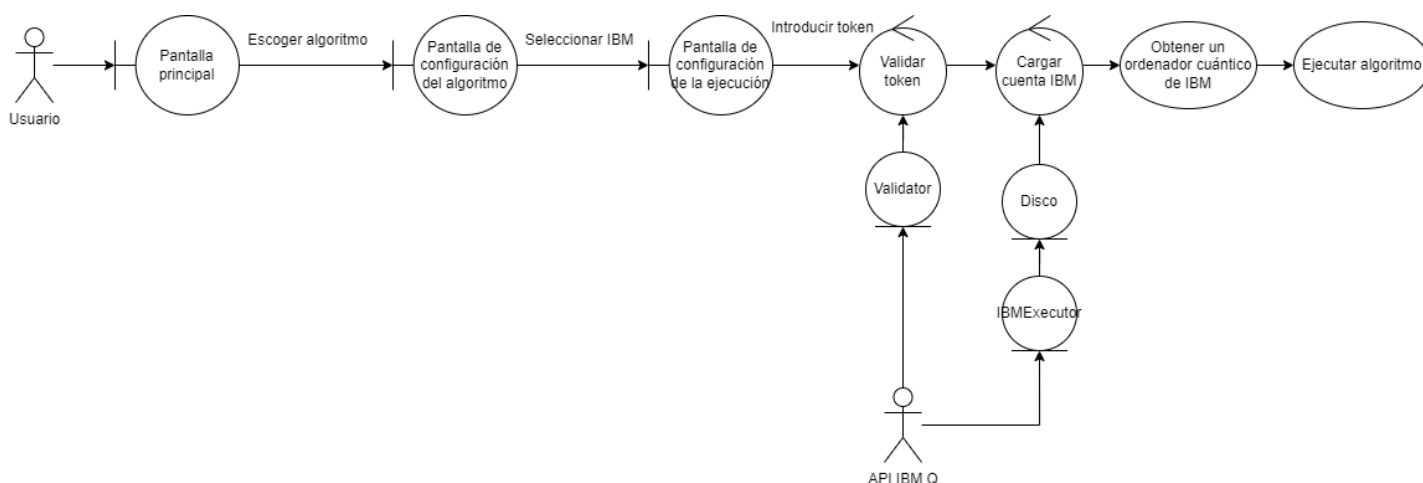 Usuario
Pantalla
principal
Escoger algoritmo
Pantalla de
configuración
del algoritmo
Seleccionar IBM
Pantalla de
configuración
de la ejecución
Introducir token
Validar
token
Cargar
cuenta IBM
Obtener un
ordenador cuántico
de IBM
Ejecutar algoritmo
Validator
Disco
IBMExecutor
API IBM Q